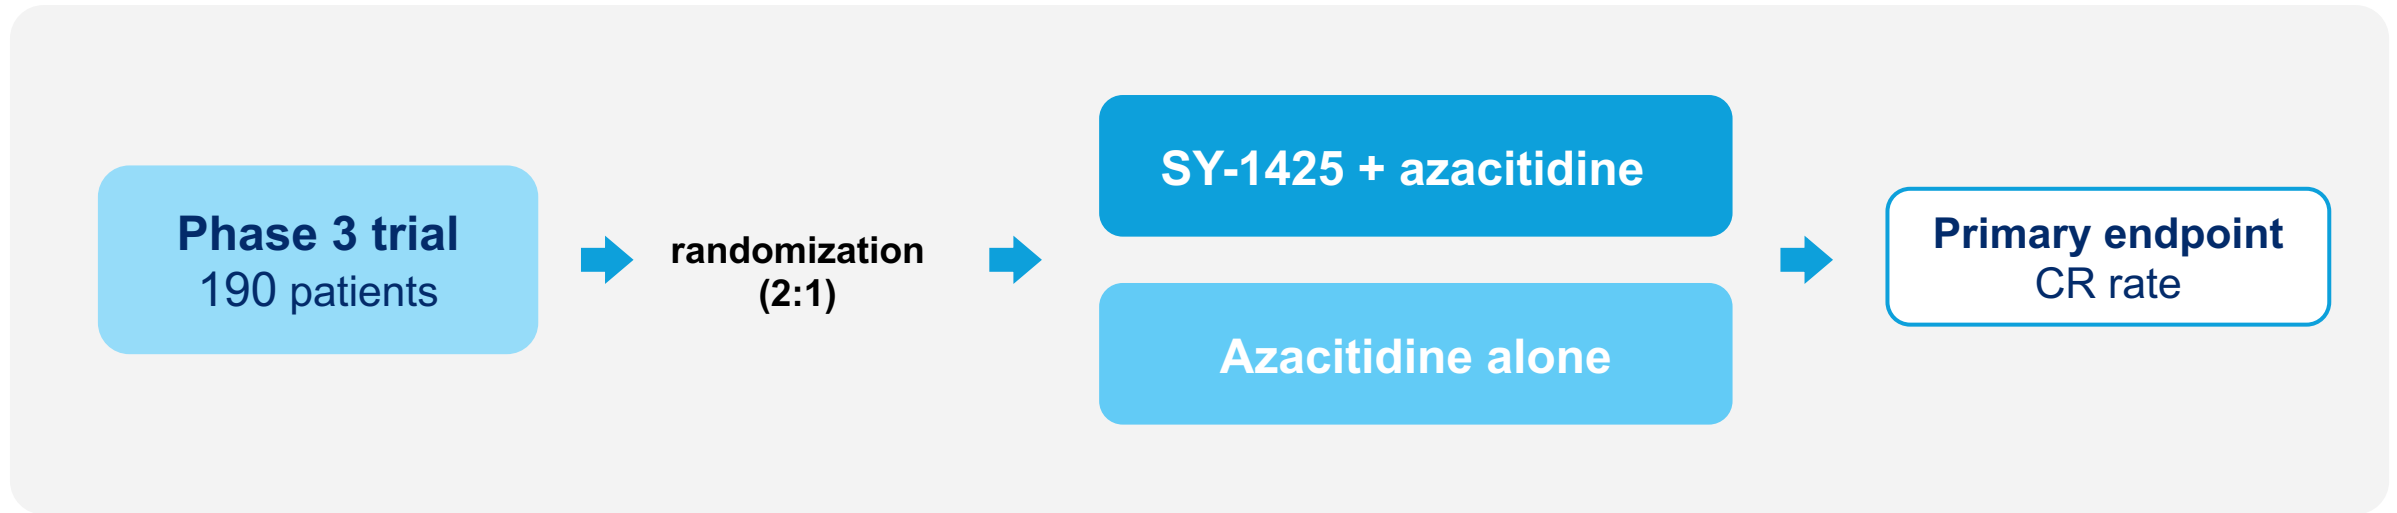 Phase 3 trial
190 patients
randomization
(2:1)
SY-1425 + azacitidine
Azacitidine alone
Primary endpoint
CR rate